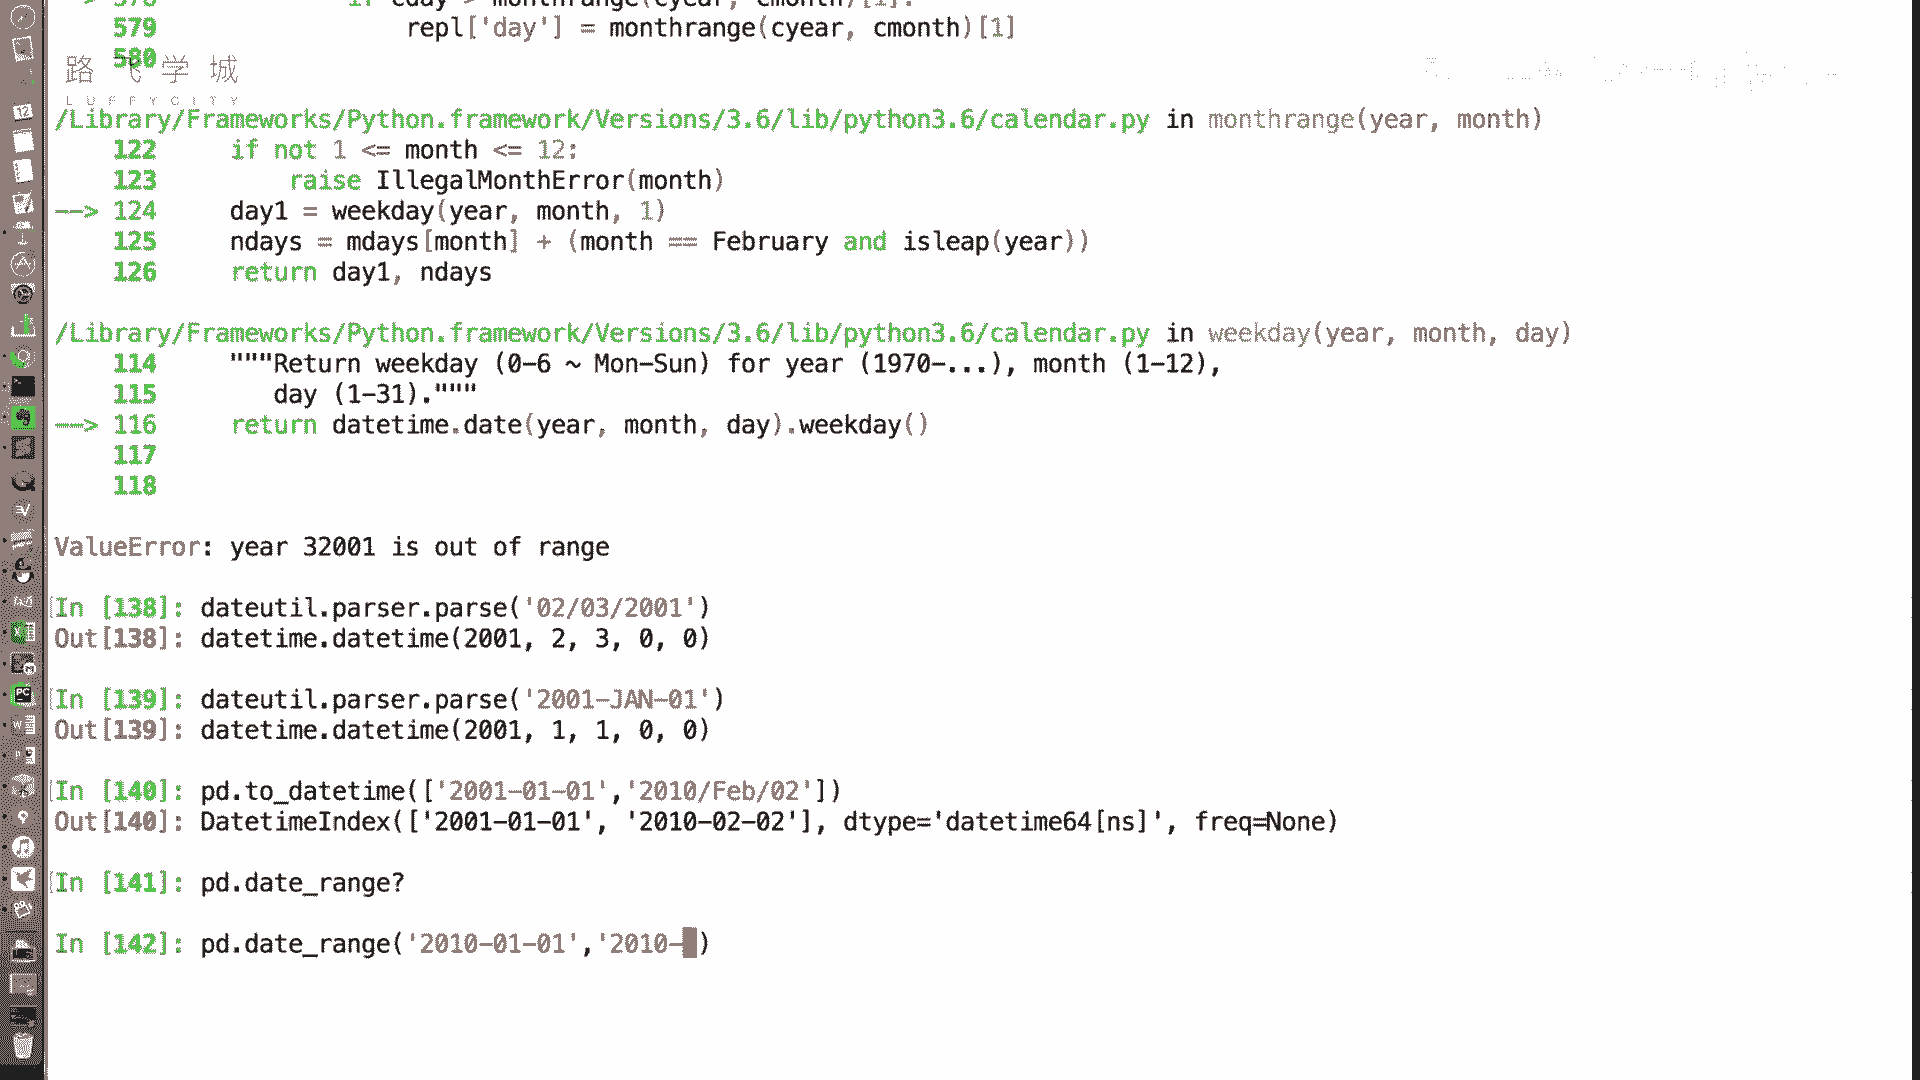 579                 repl['day'] = monthrange(cyear, cmonth)[1]
580
路飞学城
LUFFYCITY
/Library/Frameworks/Python.framework/Versions/3.6/lib/python3.6/calendar.py in monthrange(year, month)
122     if not 1 <= month <= 12:
123         raise IllegalMonthError(month)
--> 124     day1 = weekday(year, month, 1)
125     ndays = mdays[month] + (month == February and isleap(year))
126     return day1, ndays
/Library/Frameworks/Python.framework/Versions/3.6/lib/python3.6/calendar.py in weekday(year, month, day)
114     """Return weekday (0-6 ~ Mon-Sun) for year (1970-...), month (1-12),
115        day (1-31)."""
--> 116     return datetime.date(year, month, day).weekday()
117
118
ValueError: year 32001 is out of range
In [138]: dateutil.parser.parse('02/03/2001')
Out[138]: datetime.datetime(2001, 2, 3, 0, 0)
In [139]: dateutil.parser.parse('2001-JAN-01')
Out[139]: datetime.datetime(2001, 1, 1, 0, 0)
In [140]: pd.to_datetime(['2001-01-01','2010/Feb/02'])
Out[140]: DatetimeIndex(['2001-01-01', '2010-02-02'], dtype='datetime64[ns]', freq=None)
In [141]: pd.date_range?
In [142]: pd.date_range('2010-01-01','2010-)